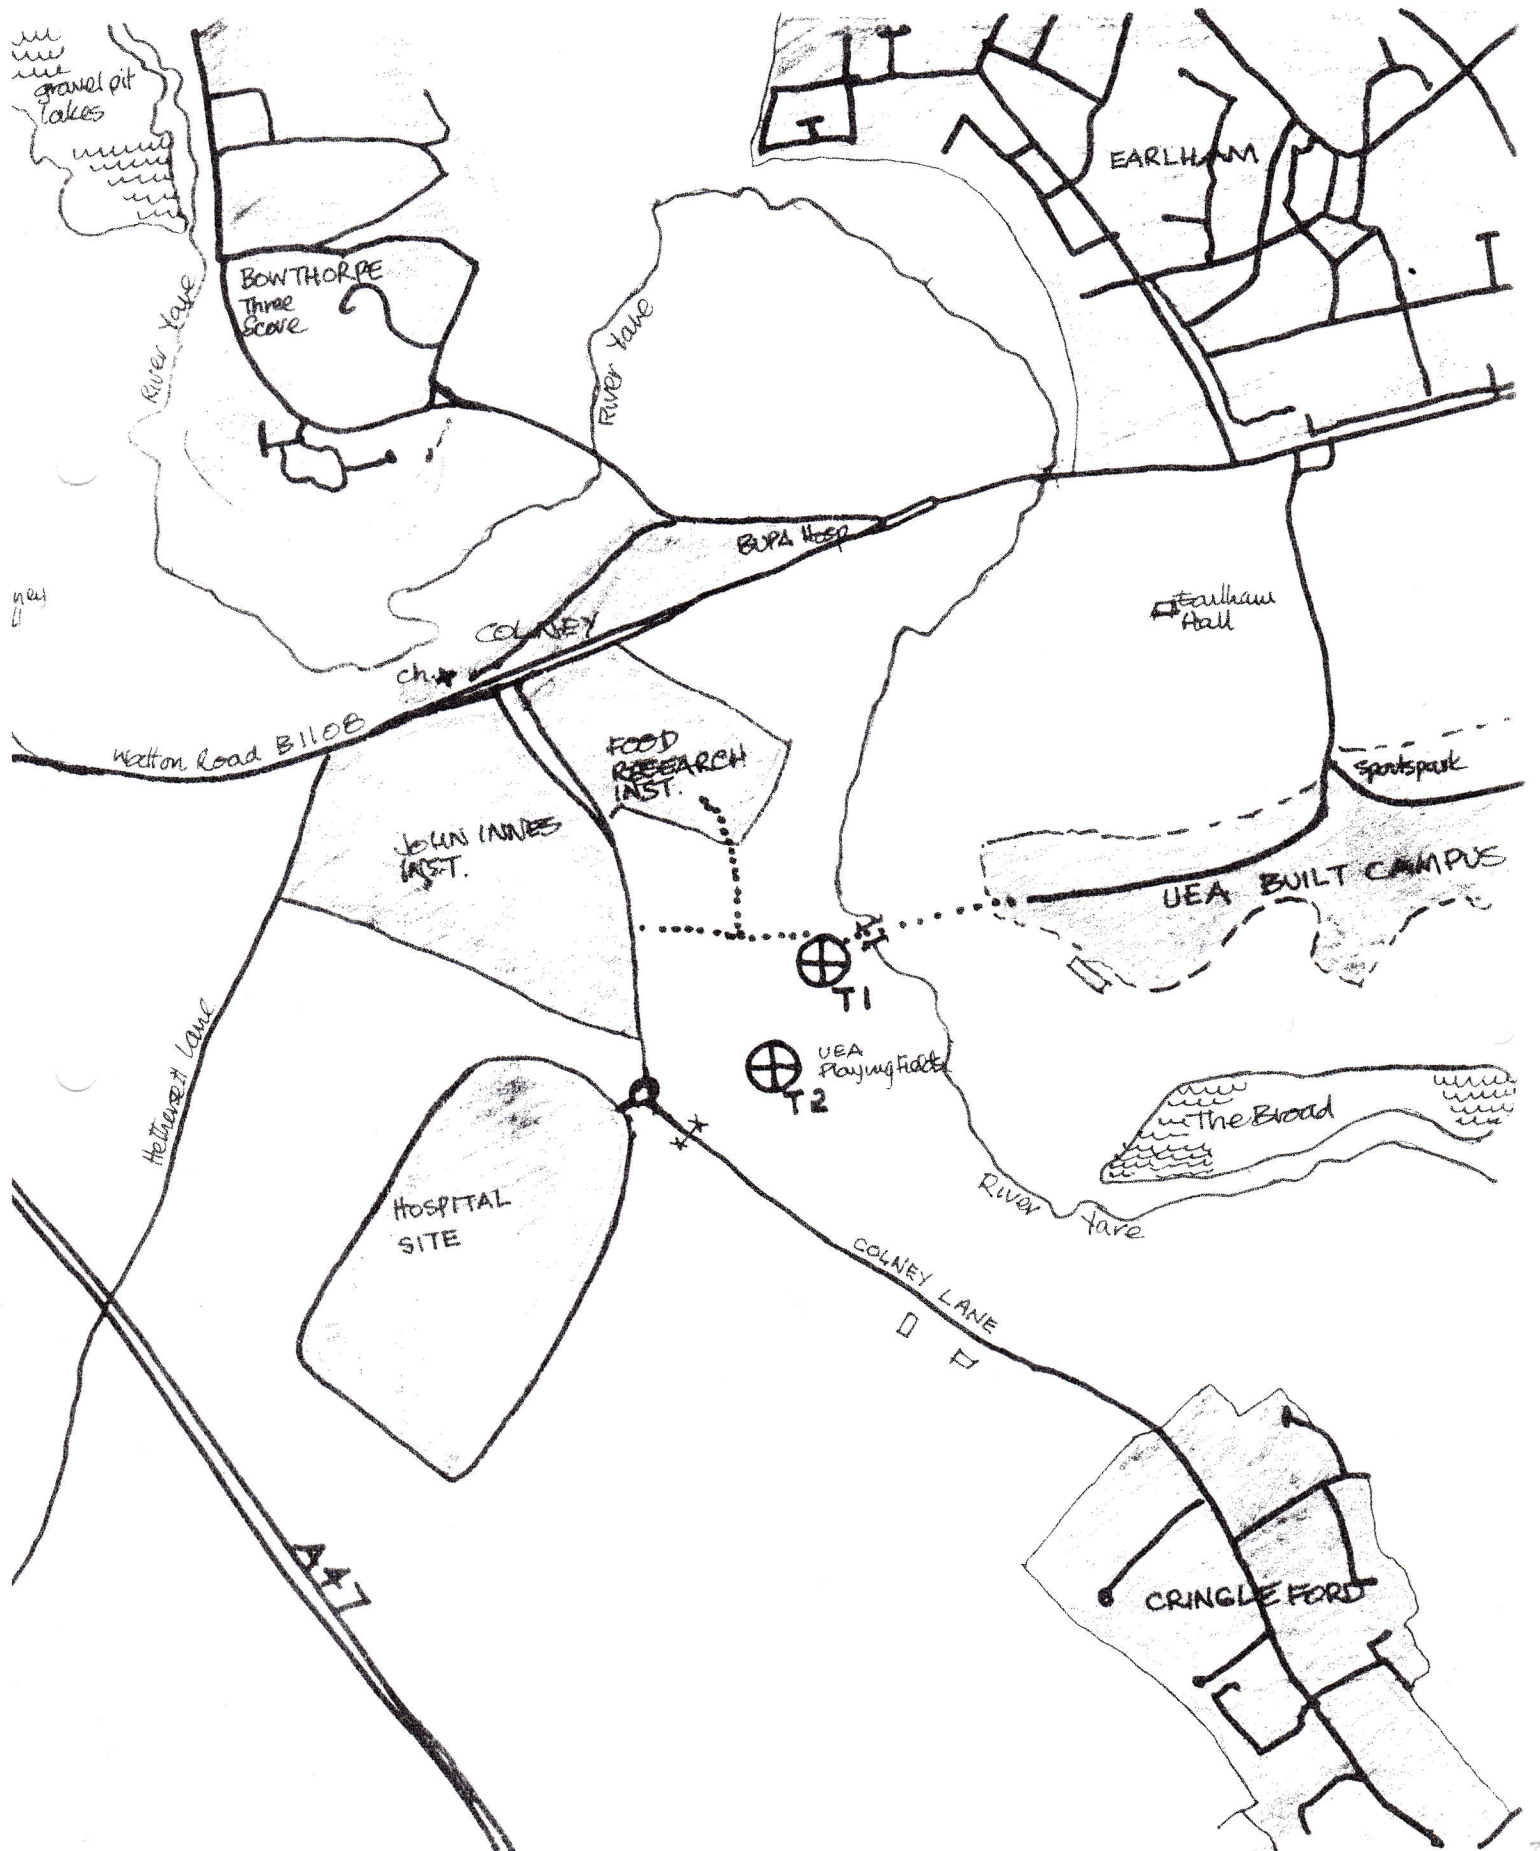 gravel pit
lakes
EARLHAM
BOWTHORPE
Three
Score
River Yare
River Yare
BUPA Hosp
Earlham
Hall
COLNEY
ch.
Watton Road B1108
FOOD
RESEARCH
INST.
Sportspark
JOHN INNES
INST.
UEA BUILT CAMPUS
T1
UEA
Playing Fields
T2
Hethersett Lane
The Broad
River Yare
HOSPITAL
SITE
COLNEY LANE
A47
CRINGLEFORD